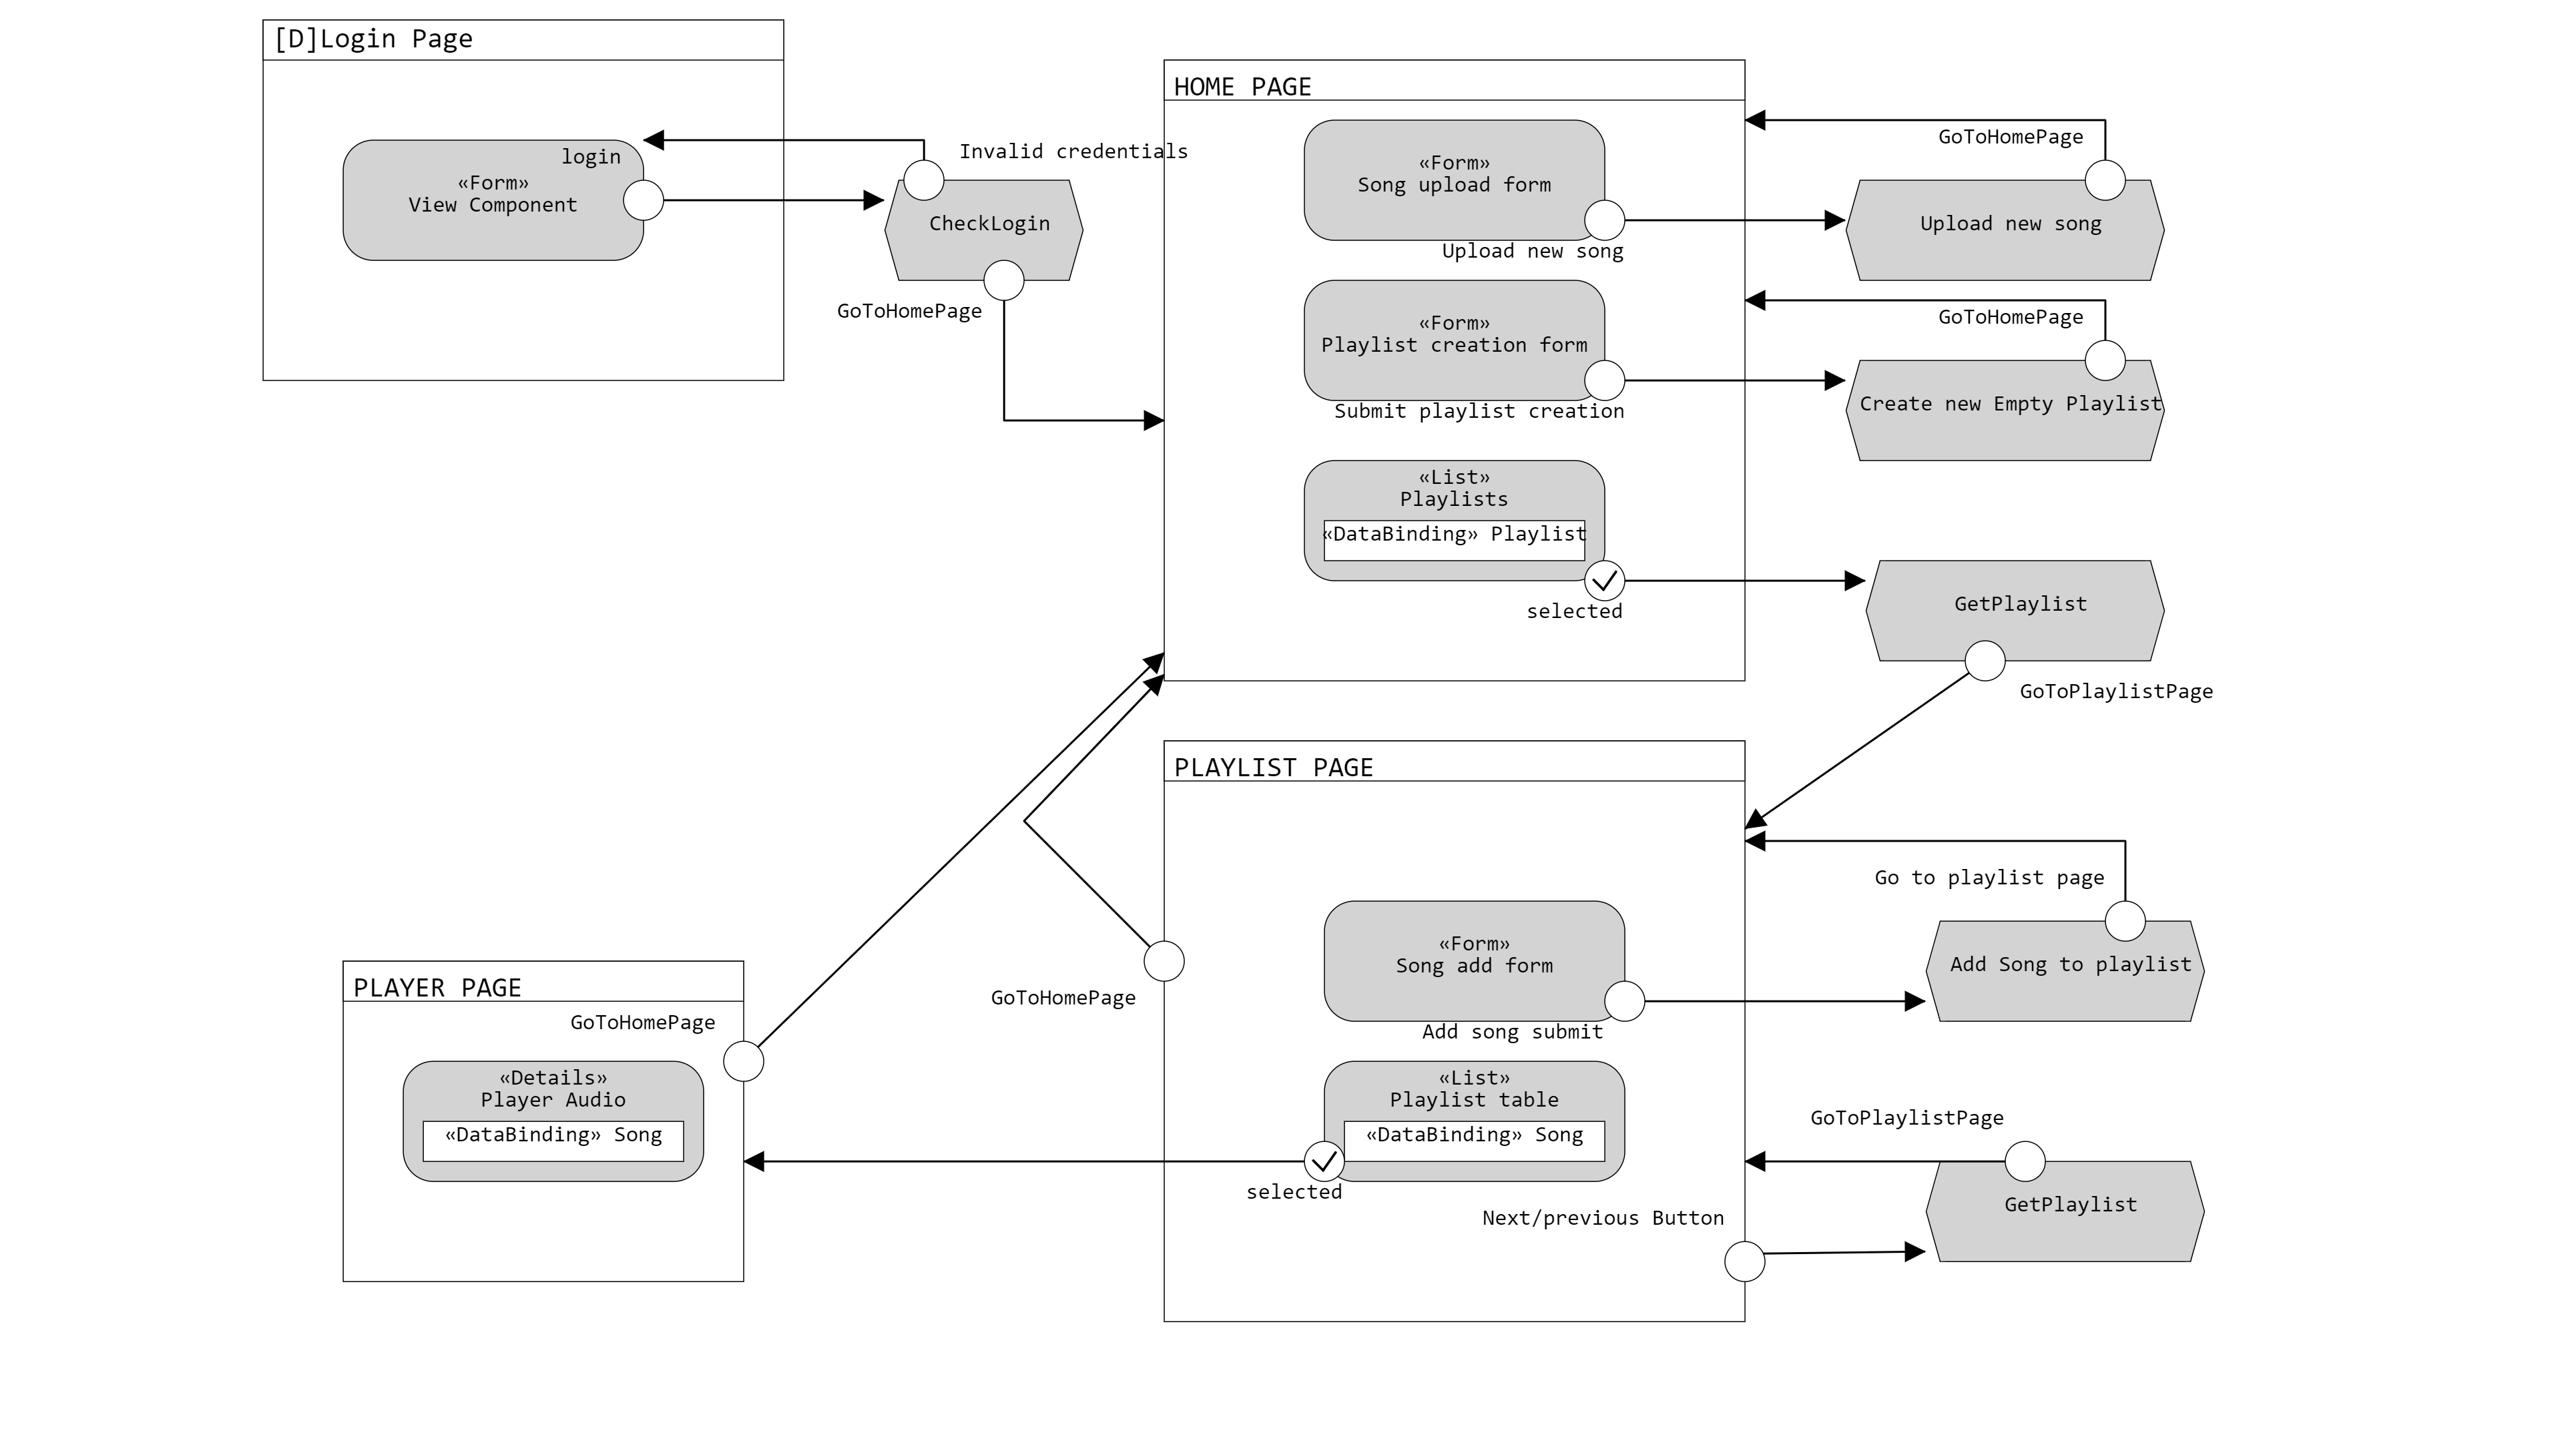 [D]Login Page
login
«Form»
View Component
Invalid credentials
CheckLogin
GoToHomePage
HOME PAGE
«Form»
Song upload form
Upload new song
GoToHomePage
Upload new song
«Form»
Playlist creation form
Submit playlist creation
GoToHomePage
Create new Empty Playlist
«List»
Playlists
«DataBinding» Playlist
selected
GetPlaylist
GoToPlaylistPage
PLAYLIST PAGE
GoToHomePage
«Form»
Song add form
Add song submit
Go to playlist page
Add Song to playlist
«List»
Playlist table
«DataBinding» Song
selected
Next/previous Button
GoToPlaylistPage
GetPlaylist
PLAYER PAGE
GoToHomePage
«Details»
Player Audio
«DataBinding» Song